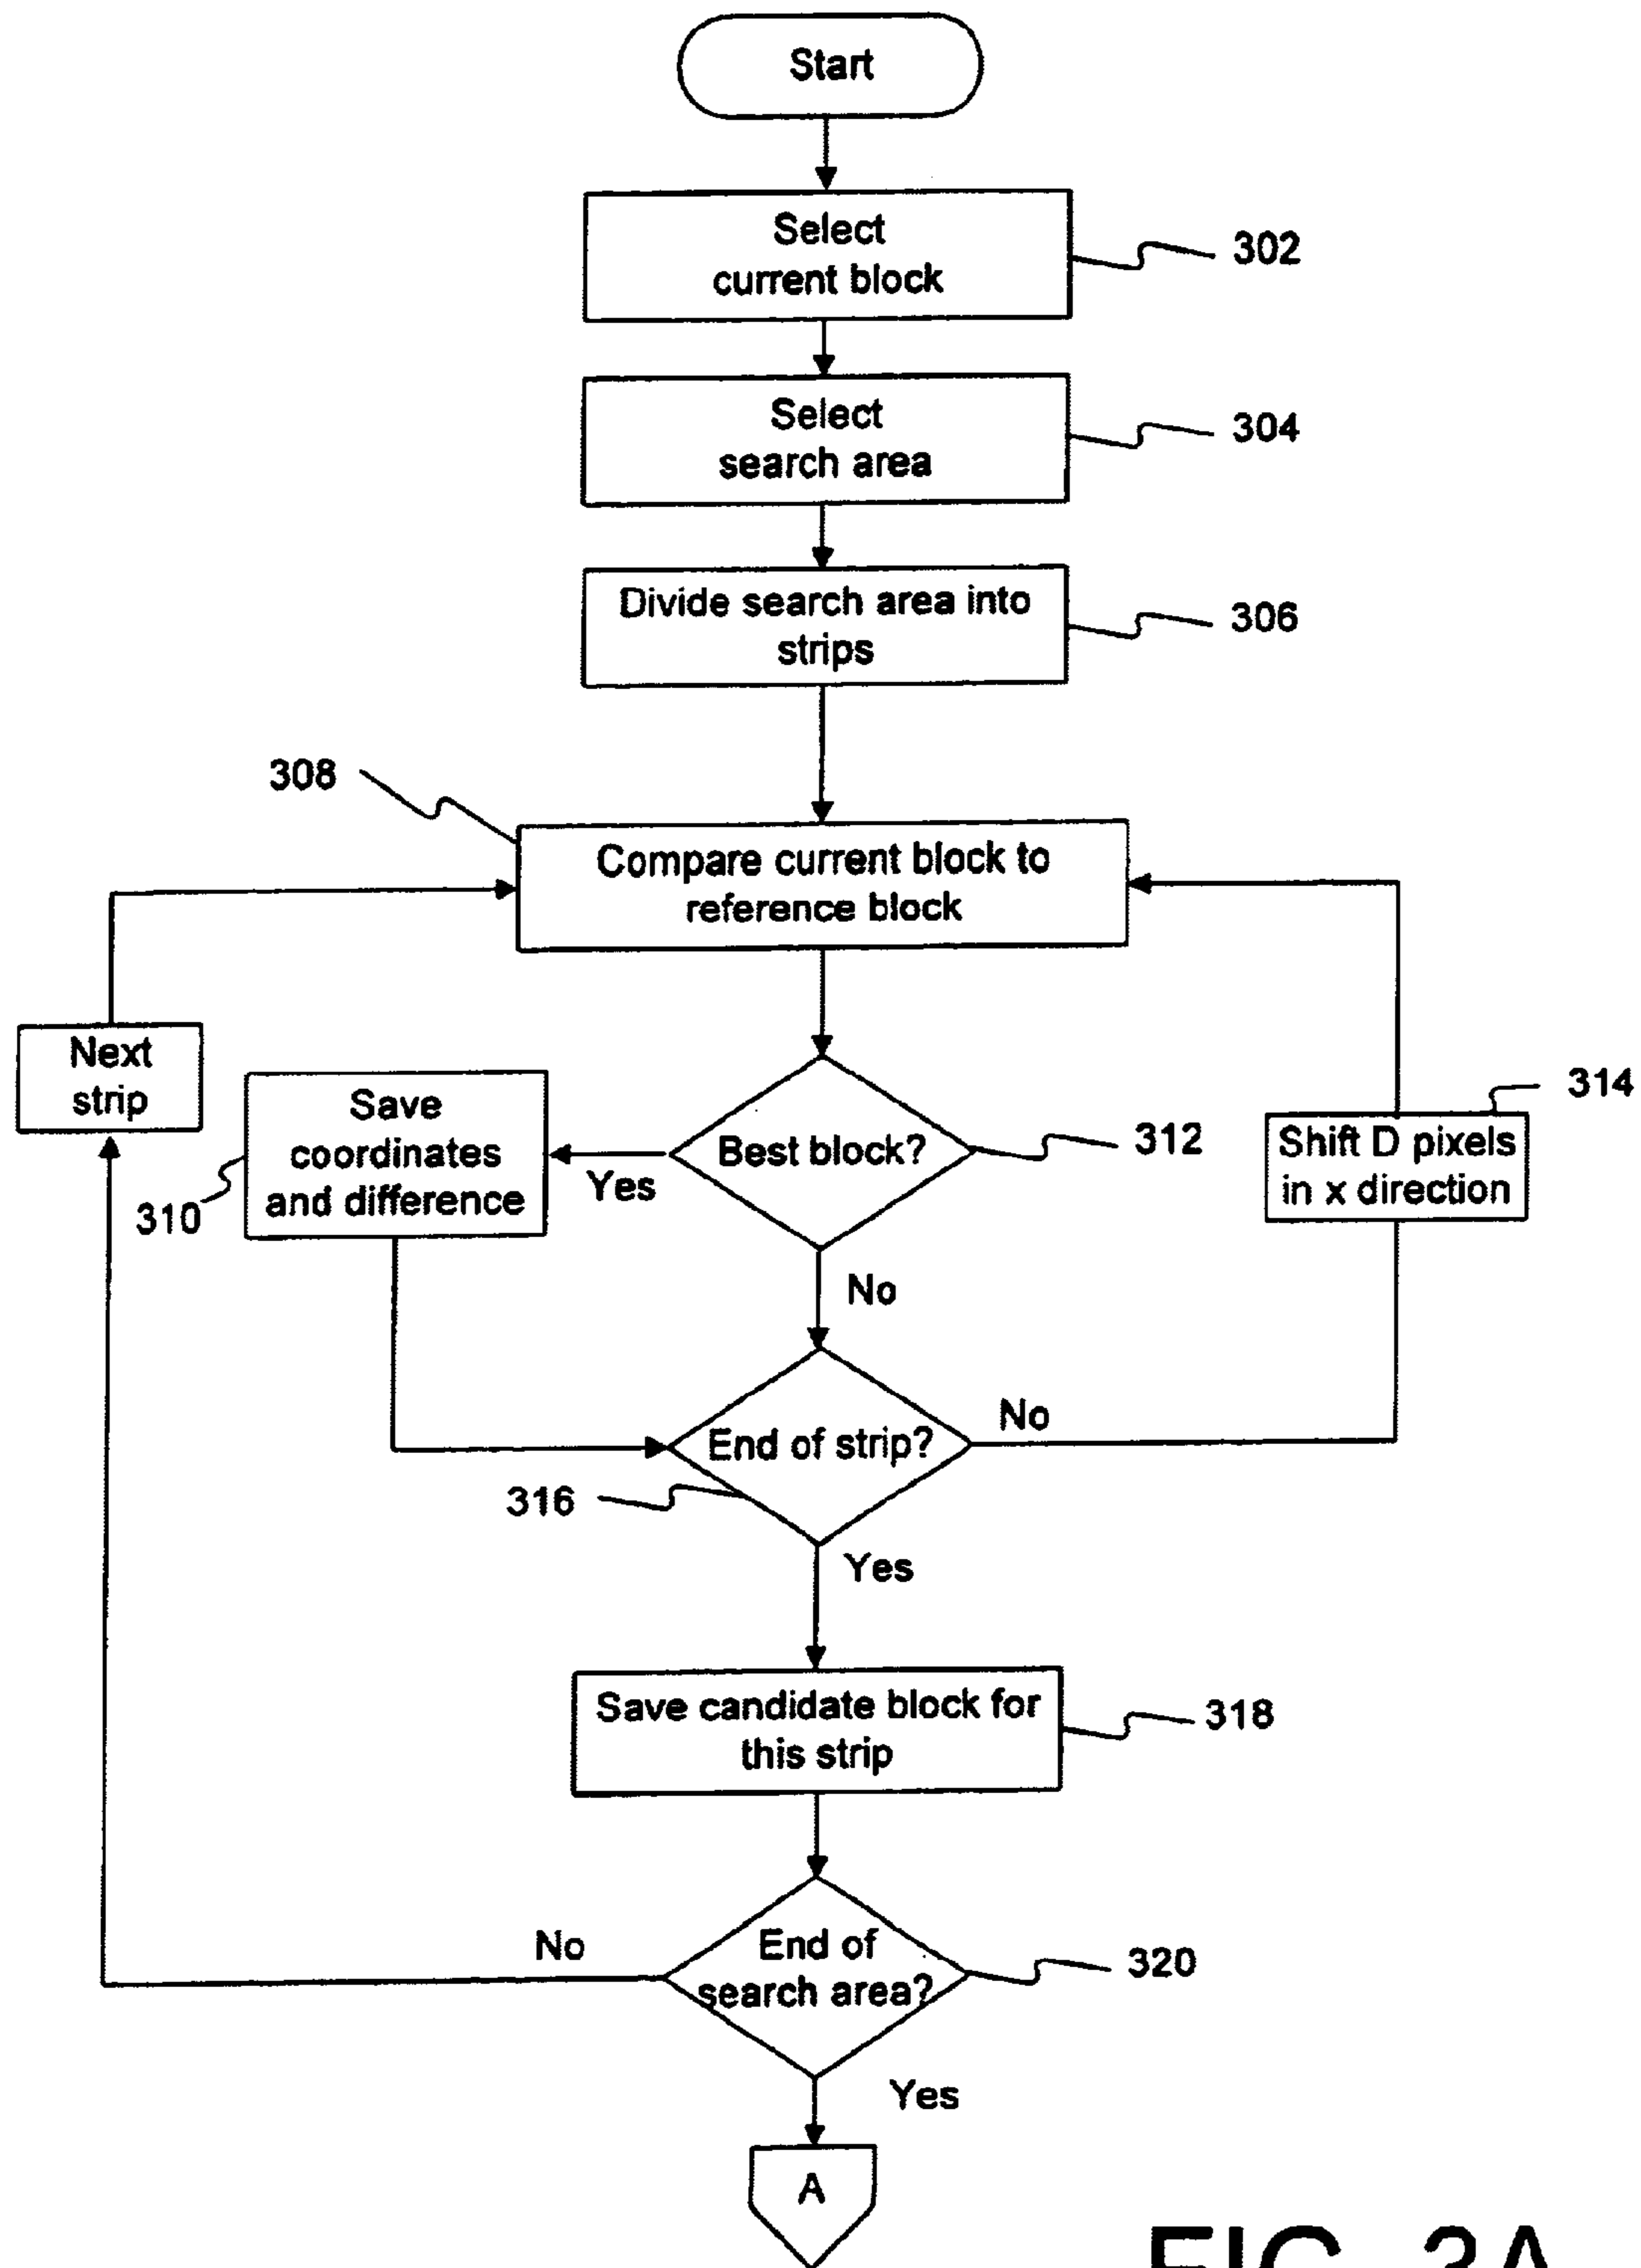 Start
Select
current block
302
Select
search area
304
Divide search area into
strips
306
308
Compare current block to
reference block
Next
strip
Save
coordinates
and difference
310
Yes
Best block?
312
314
Shift D pixels
in x direction
No
End of strip?
No
316
Yes
Save candidate block for
this strip
318
No
End of
search area?
320
Yes
A
FIG. 3A